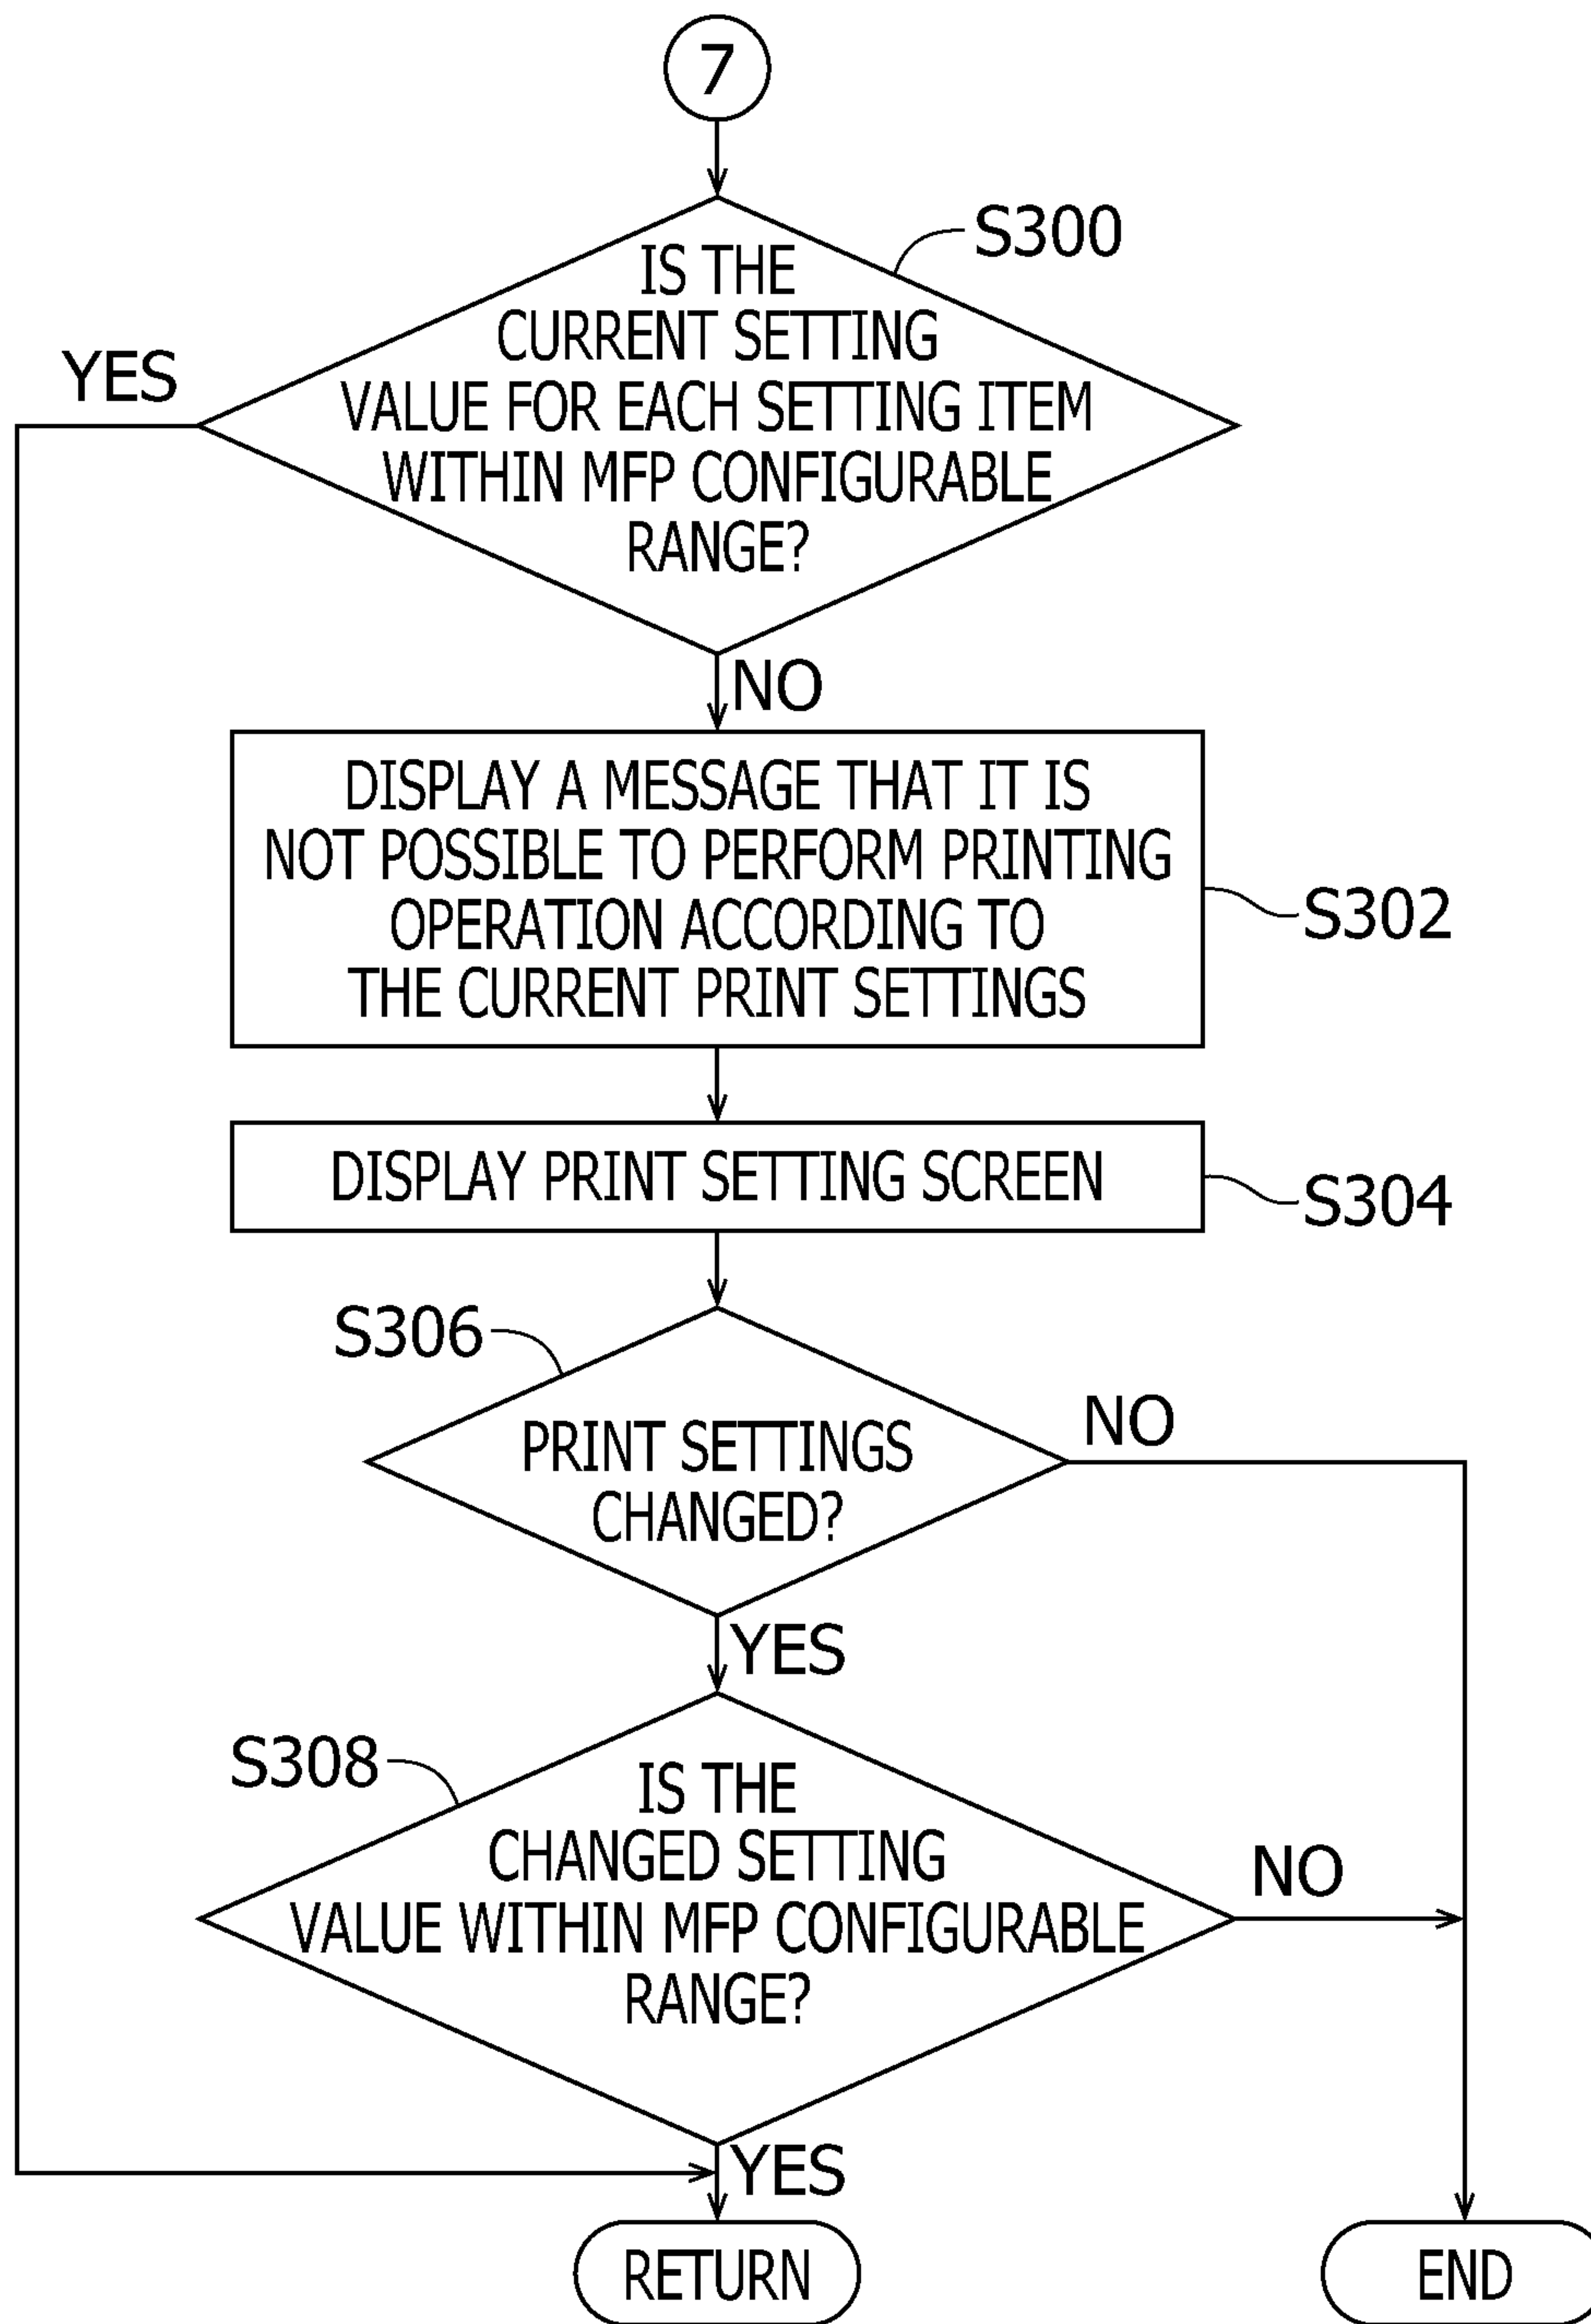 7
S300
IS THE
CURRENT SETTING
VALUE FOR EACH SETTING ITEM
WITHIN MFP CONFIGURABLE
RANGE?
YES
NO
DISPLAY A MESSAGE THAT IT IS
NOT POSSIBLE TO PERFORM PRINTING
OPERATION ACCORDING TO
THE CURRENT PRINT SETTINGS
S302
DISPLAY PRINT SETTING SCREEN
S304
S306
PRINT SETTINGS
CHANGED?
NO
YES
S308
IS THE
CHANGED SETTING
VALUE WITHIN MFP CONFIGURABLE
RANGE?
NO
YES
RETURN
END